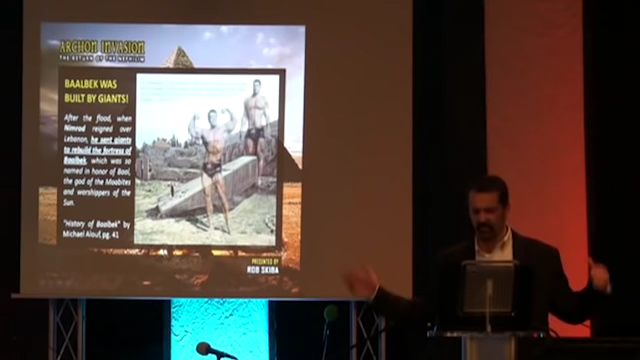 ARCHON INVASION
THE RETURN OF THE NEPHILIM
BAALBEK WAS
BUILT BY GIANTS!
After the flood, when
Nimrod reigned over
Lebanon, he sent giants
to rebuild the fortress of
Baalbek, which was so
named in honor of Baal,
the god of the Moabites
and worshippers of the
Sun.
"History of Baalbek" by
Michael Alouf, pg. 41
PRESENTED BY
ROB SKIBA